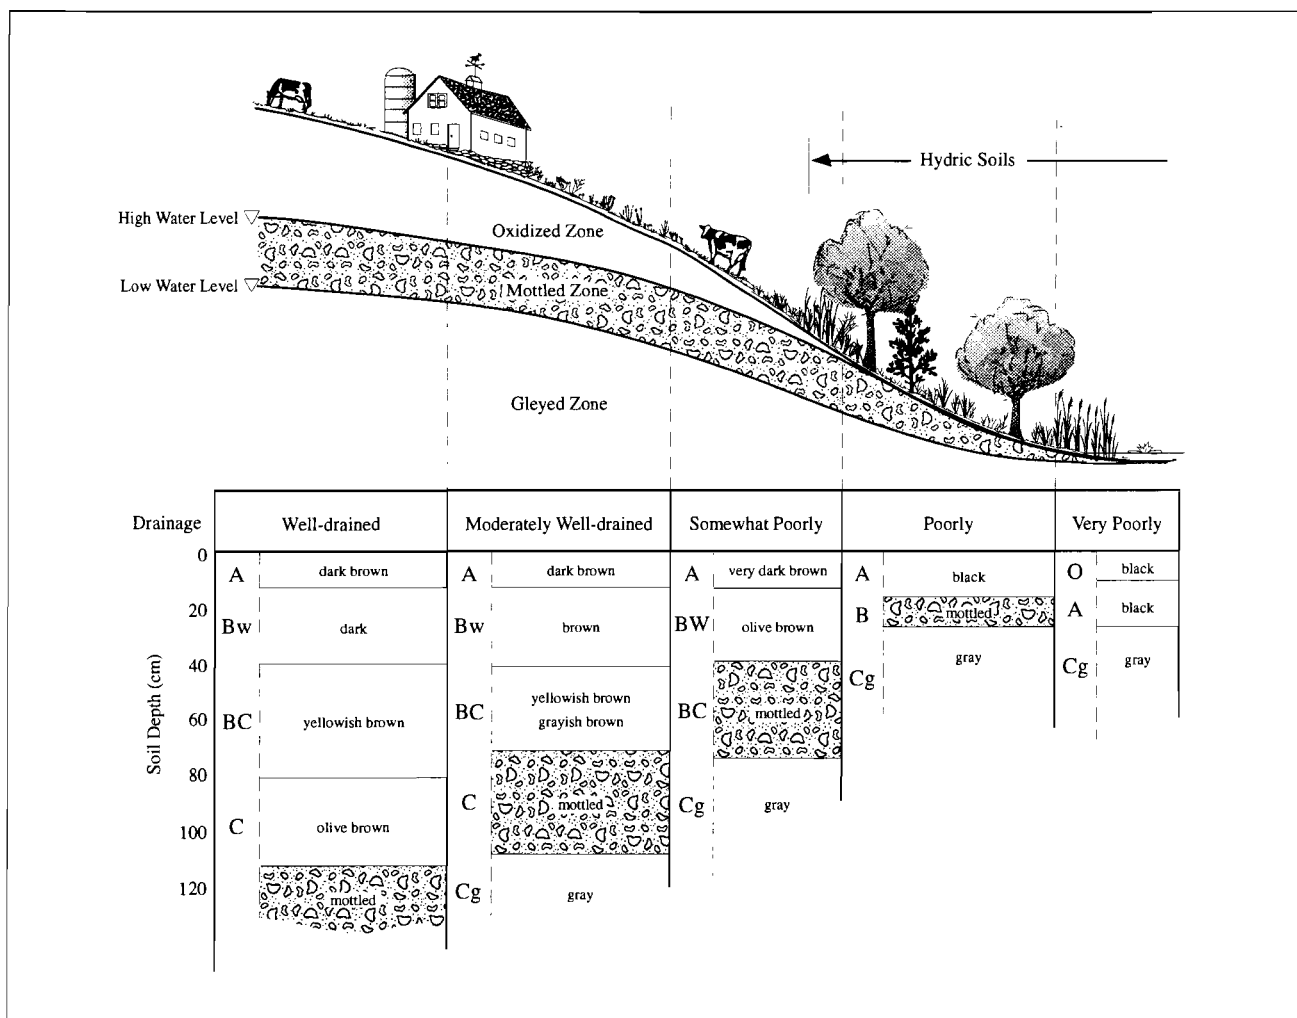 Hydric Soils
High Water Level
Oxidized Zone
Low Water Level
Mottled Zone
Gleyed Zone
Drainage Well-drained Moderately Well-drained Somewhat Poorly Poorly Very Poorly
Soil Depth (cm)
0
20
40
60
80
100
120
A dark brown
Bw dark
BC yellowish brown
C olive brown
mottled
A dark brown
Bw brown
BC yellowish brown
grayish brown
C mottled
Cg gray
A very dark brown
BW olive brown
BC mottled
Cg gray
A black
B mottled
Cg gray
O black
A black
Cg gray